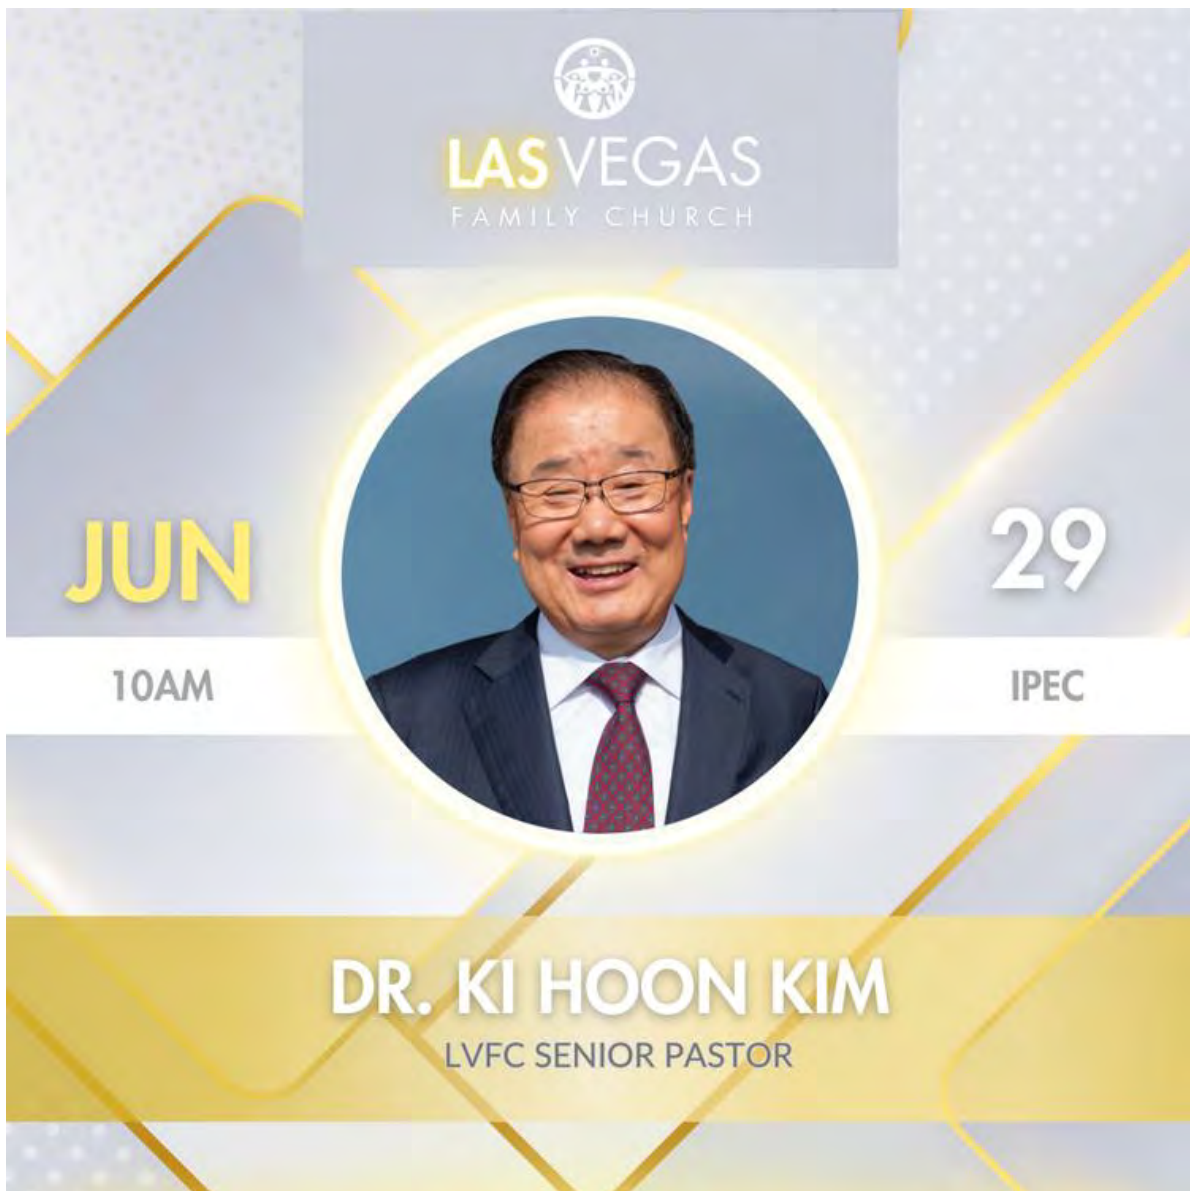 LAS VEGAS
FAMILY CHURCH
JUN
29
10AM
IPEC
DR. KI HOON KIM
LVFC SENIOR PASTOR